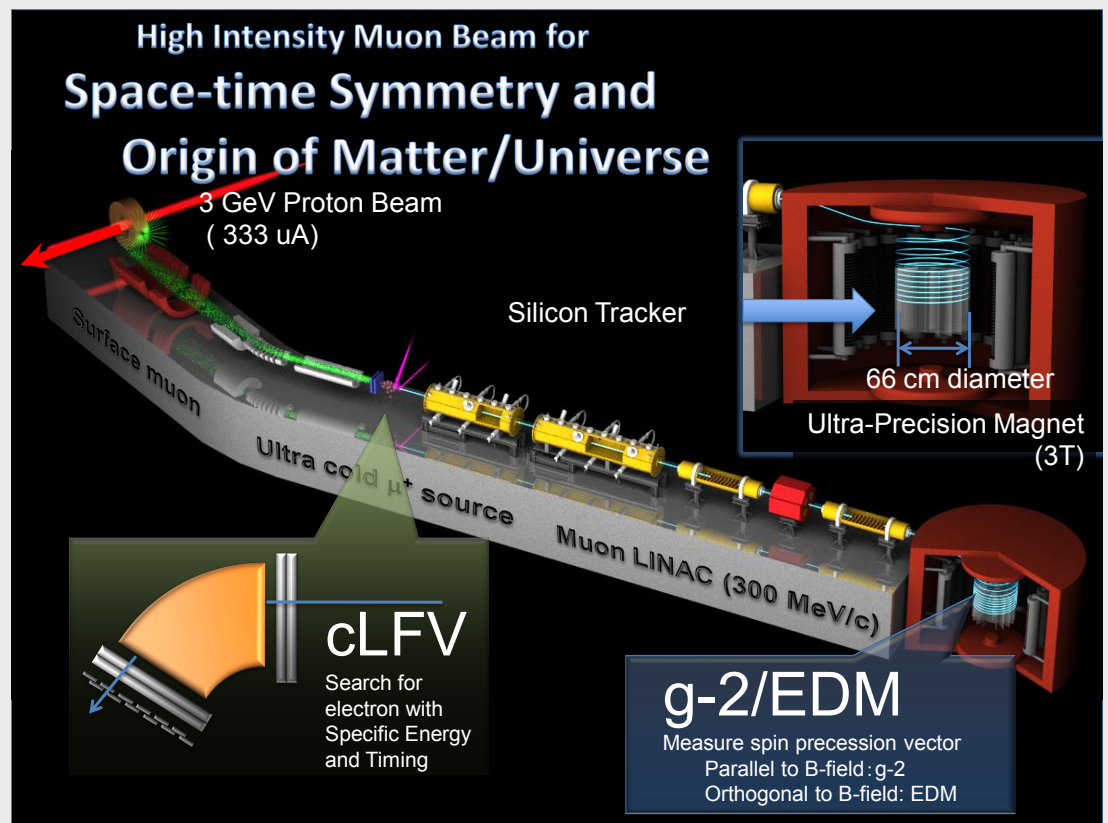 High Intensity Muon Beam for
Space-time Symmetry and
Origin of Matter/Universe
3 GeV Proton Beam
( 333 uA)
Silicon Tracker
66 cm diameter
Ultra-Precision Magnet
(3T)
Surface muon
Ultra cold μ⁺ source
Muon LINAC (300 MeV/c)
cLFV
Search for
electron with
Specific Energy
and Timing
g-2/EDM
Measure spin precession vector
Parallel to B-field : g-2
Orthogonal to B-field: EDM